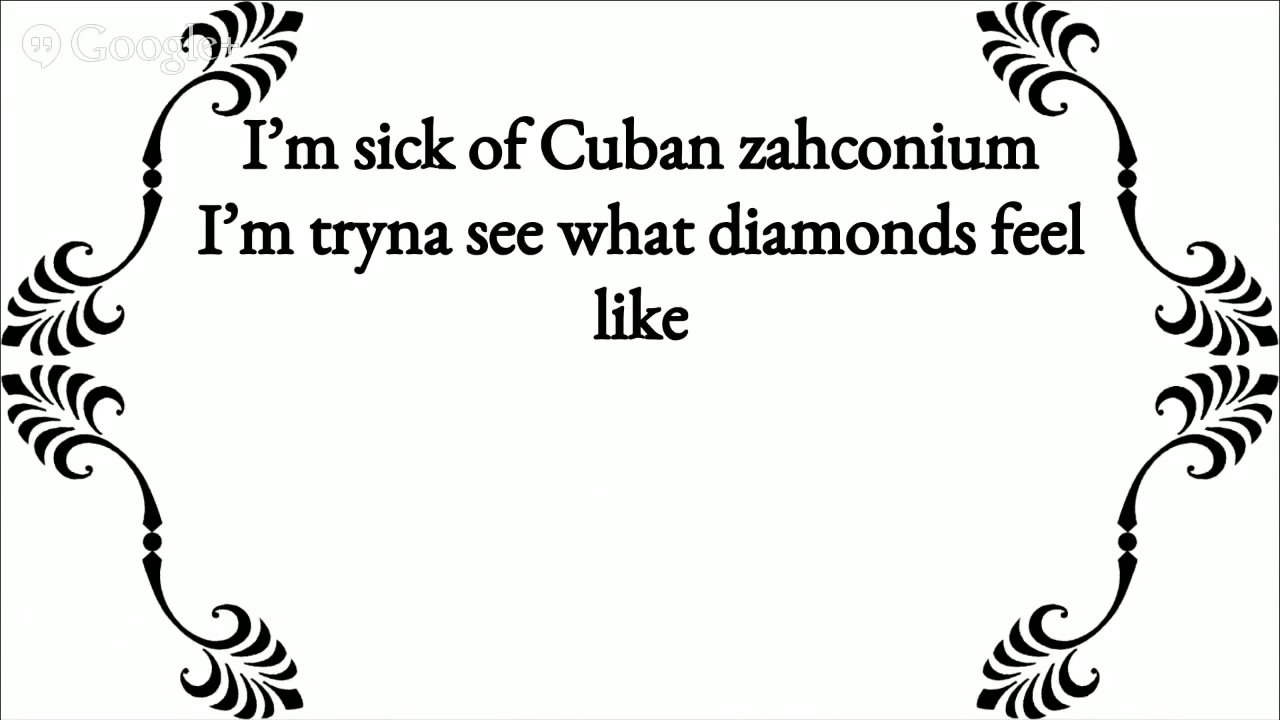 Google+
I’m sick of Cuban zahconium
I’m tryna see what diamonds feel
like